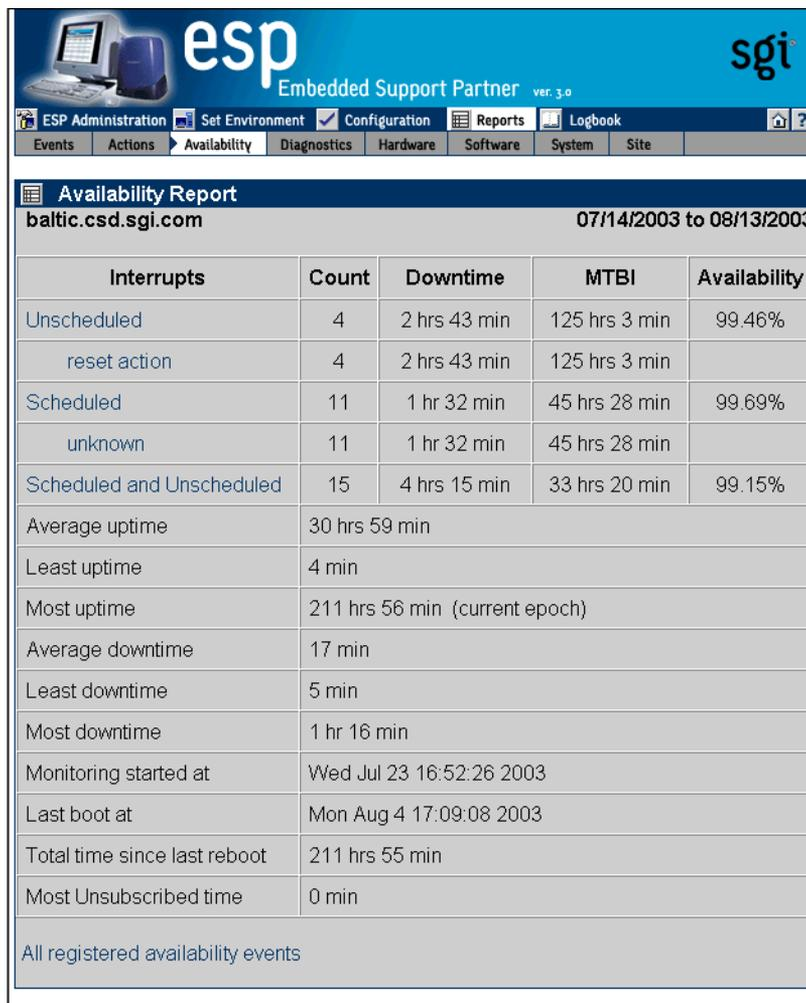 esp
Embedded Support Partner ver. 3.0
sgi
ESP Administration Set Environment Configuration Reports Logbook ?
Events Actions Availability Diagnostics Hardware Software System Site
Availability Report
baltic.csd.sgi.com 07/14/2003 to 08/13/2003
Interrupts Count Downtime MTBI Availability
Unscheduled 4 2 hrs 43 min 125 hrs 3 min 99.46%
reset action 4 2 hrs 43 min 125 hrs 3 min
Scheduled 11 1 hr 32 min 45 hrs 28 min 99.69%
unknown 11 1 hr 32 min 45 hrs 28 min
Scheduled and Unscheduled 15 4 hrs 15 min 33 hrs 20 min 99.15%
Average uptime 30 hrs 59 min
Least uptime 4 min
Most uptime 211 hrs 56 min (current epoch)
Average downtime 17 min
Least downtime 5 min
Most downtime 1 hr 16 min
Monitoring started at Wed Jul 23 16:52:26 2003
Last boot at Mon Aug 4 17:09:08 2003
Total time since last reboot 211 hrs 55 min
Most Unsubscribed time 0 min
All registered availability events